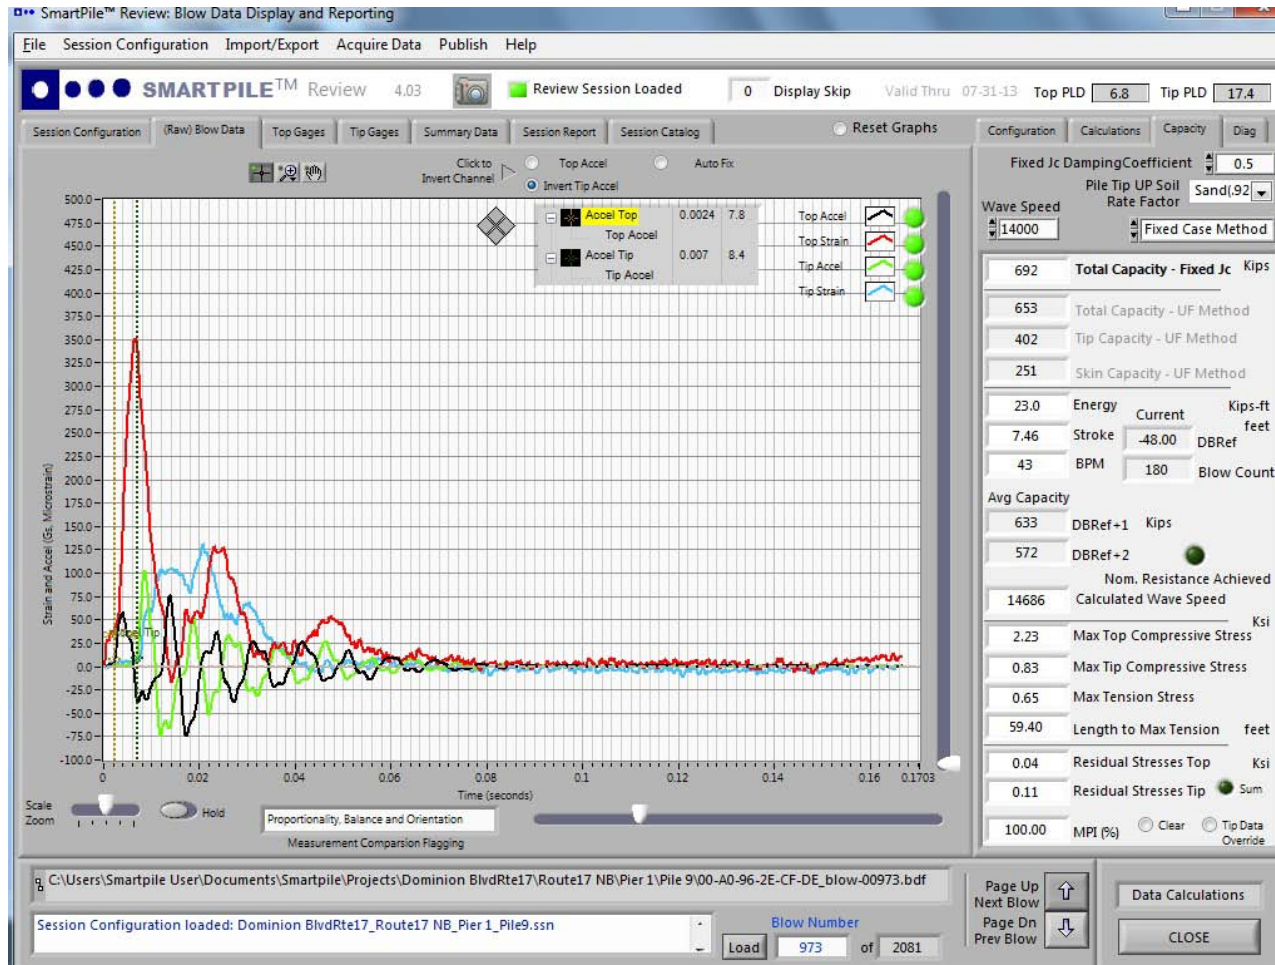 SmartPile™ Review: Blow Data Display and Reporting
File Session Configuration Import/Export Acquire Data Publish Help
SMARTPILE™ Review 4.03 Review Session Loaded 0 Display Skip Valid Thru 07-31-13 Top PLD 6.8 Tip PLD 17.4
Session Configuration (Raw) Blow Data Top Gages Tip Gages Summary Data Session Report Session Catalog Reset Graphs
Configuration Calculations Capacity Diag
Click to Invert Channel Top Accel Auto Fix
Invert Tip Accel
Accel Top 0.0024 7.8
Top Accel
Accel Tip 0.007 8.4
Tip Accel
Top Accel
Top Strain
Tip Accel
Tip Strain
500.0
475.0
450.0
425.0
400.0
375.0
350.0
325.0
300.0
275.0
250.0
225.0
200.0
175.0
150.0
125.0
100.0
75.0
50.0
25.0
0.0
-25.0
-50.0
-75.0
-100.0
Strain and Accel (Gs, Microstrain)
Tip
0 0.02 0.04 0.06 0.08 0.1 0.12 0.14 0.16 0.1703
Time (seconds)
Scale Zoom
Hold
Proportionality, Balance and Orientation
Measurement Comparsion Flagging
Fixed Jc DampingCoefficient 0.5
Pile Tip UP Soil Rate Factor Sand(.92
Wave Speed
14000 Fixed Case Method
692 Total Capacity - Fixed Jc Kips
653 Total Capacity - UF Method
402 Tip Capacity - UF Method
251 Skin Capacity - UF Method
23.0 Energy Kips-ft
Current
7.46 Stroke feet
-48.00 DBRef
43 BPM 180 Blow Count
Avg Capacity
633 DBRef+1 Kips
572 DBRef+2
Nom. Resistance Achieved
14686 Calculated Wave Speed
Ksi
2.23 Max Top Compressive Stress
0.83 Max Tip Compressive Stress
0.65 Max Tension Stress
59.40 Length to Max Tension feet
0.04 Residual Stresses Top Ksi
0.11 Residual Stresses Tip Sum
100.00 MPI (%) Clear Tip Data Override
C:\Users\Smartpile User\Documents\Smartpile\Projects\Dominion BlvdRte17\Route17 NB\Pier 1\Pile 9\00-A0-96-2E-CF-DE_blow-00973.bdf
Session Configuration loaded: Dominion BlvdRte17_Route17 NB_Pier 1_Pile9.ssn
Blow Number
Load 973 of 2081
Page Up
Next Blow
Page Dn
Prev Blow
Data Calculations
CLOSE